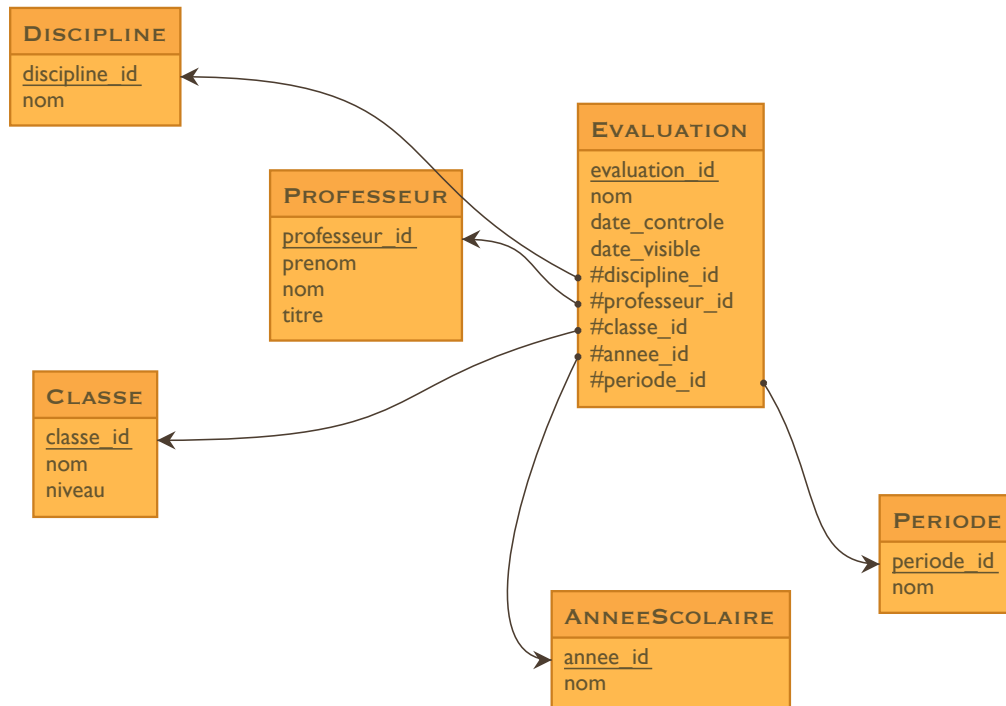 DISCIPLINE
discipline_id
nom
EVALUATION
evaluation_id
nom
date_controle
date_visible
#discipline_id
#professeur_id
#classe_id
#annee_id
#periode_id
PROFESSEUR
professeur_id
prenom
nom
titre
CLASSE
classe_id
nom
niveau
PERIODE
periode_id
nom
ANNEESCOLAIRE
annee_id
nom